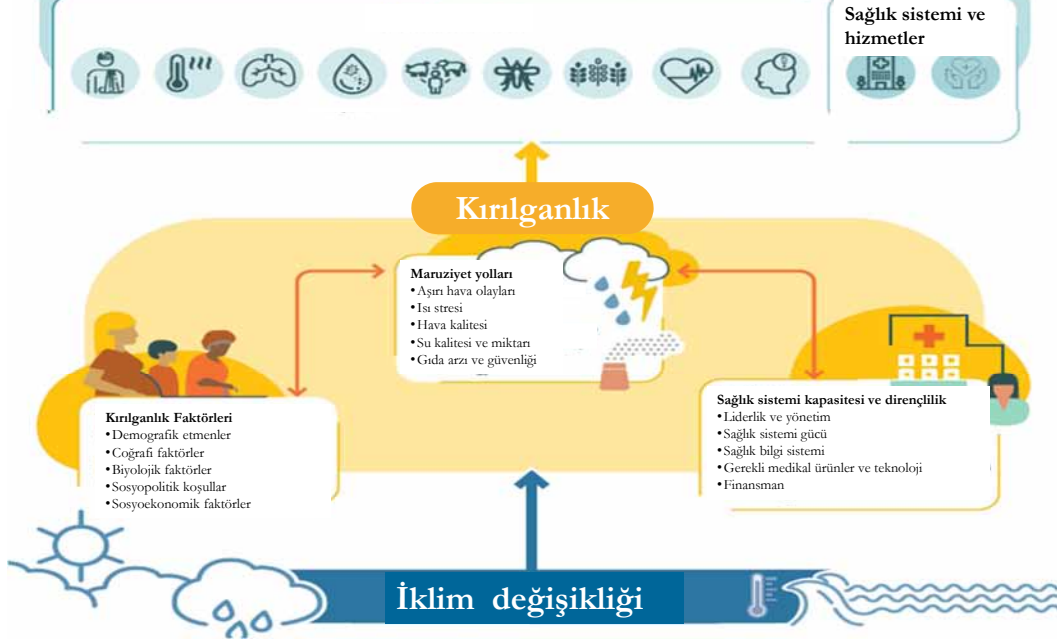 Sağlık sistemi ve
hizmetler
Kırılganlık
Maruziyet yolları
•Aşırı hava olayları
•Isı stresi
•Hava kalitesi
•Su kalitesi ve miktarı
•Gıda arzı ve güvenliği
Kırılganlık Faktörleri
•Demografik etmenler
•Coğrafi faktörler
•Biyolojik faktörler
•Sosyopolitik koşullar
•Sosyoekonomik faktörler
Sağlık sistemi kapasitesi ve dirençlilik
•Liderlik ve yönetim
•Sağlık sistemi gücü
•Sağlık bilgi sistemi
•Gerekli medikal ürünler ve teknoloji
•Finansman
İklim değişikliği